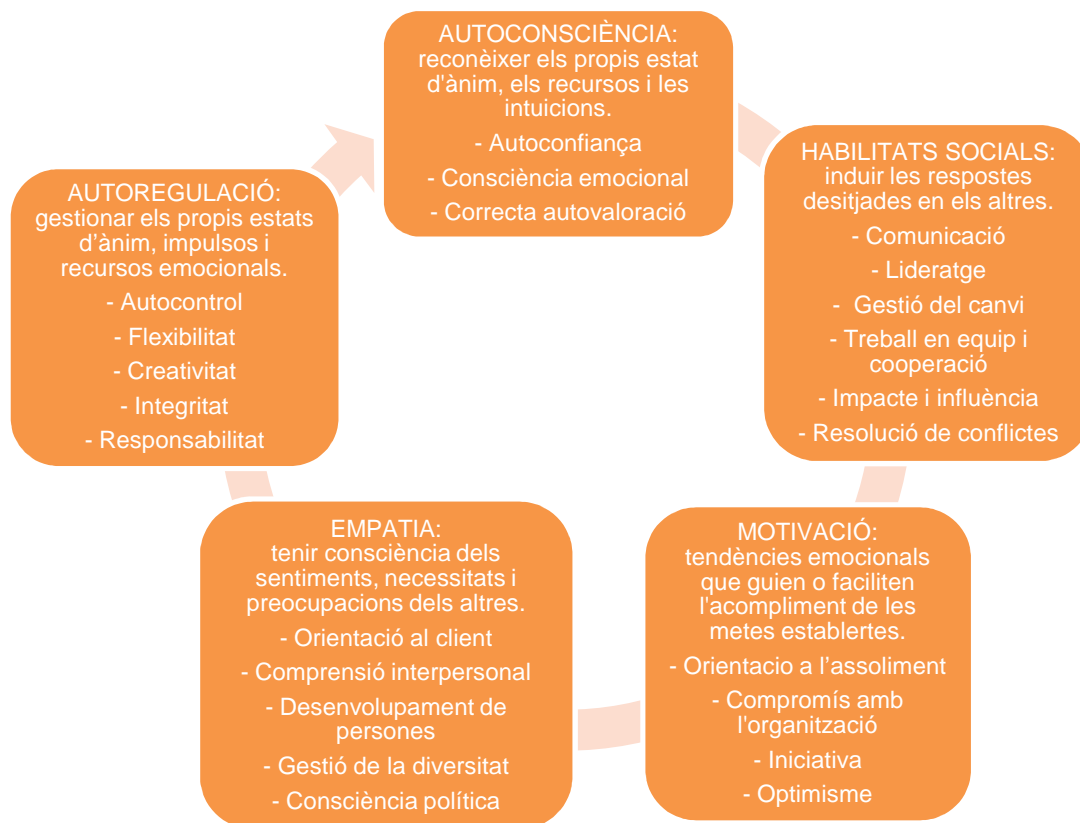 AUTOCONSCIÈNCIA:
reconèixer els propis estat
d'ànim, els recursos i les
intuicions.
- Autoconfiança
- Consciència emocional
- Correcta autovaloració
HABILITATS SOCIALS:
induir les respostes
desitjades en els altres.
- Comunicació
- Lideratge
- Gestió del canvi
- Treball en equip i
cooperació
- Impacte i influència
- Resolució de conflictes
MOTIVACIÓ:
tendències emocionals
que guien o faciliten
l'acompliment de les
metes establertes.
- Orientacio a l’assoliment
- Compromís amb
l'organització
- Iniciativa
- Optimisme
EMPATIA:
tenir consciència dels
sentiments, necessitats i
preocupacions dels altres.
- Orientació al client
- Comprensió interpersonal
- Desenvolupament de
persones
- Gestió de la diversitat
- Consciència política
AUTOREGULACIÓ:
gestionar els propis estats
d’ànim, impulsos i
recursos emocionals.
- Autocontrol
- Flexibilitat
- Creativitat
- Integritat
- Responsabilitat